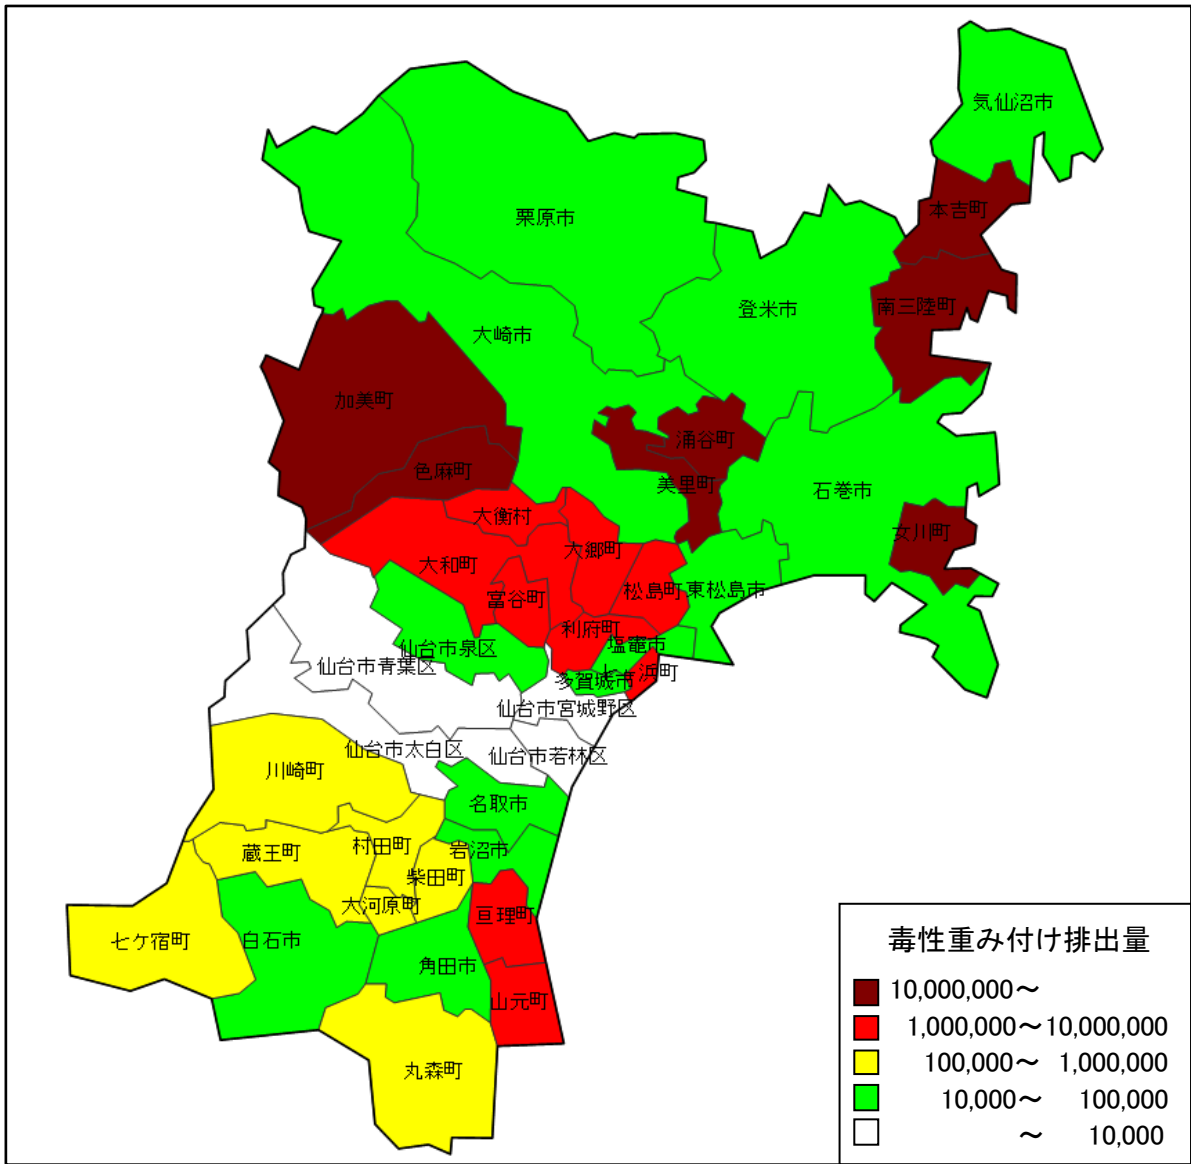 気仙沼市
本吉町
栗原市
南三陸町
登米市
大崎市
加美町
涌谷町
色麻町
美里町
石巻市
大衡村
女川町
大郷町
大和町
松島町
東松島市
富谷町
利府町
塩竈市
仙台市泉区
仙台市青葉区
七ヶ浜町
多賀城市
仙台市宮城野区
仙台市太白区
仙台市若林区
川崎町
名取市
村田町
岩沼市
蔵王町
柴田町
大河原町
亘理町
七ケ宿町
白石市
角田市
山元町
丸森町
毒性重み付け排出量
10,000,000～
1,000,000～10,000,000
100,000～ 1,000,000
10,000～ 100,000
～ 10,000